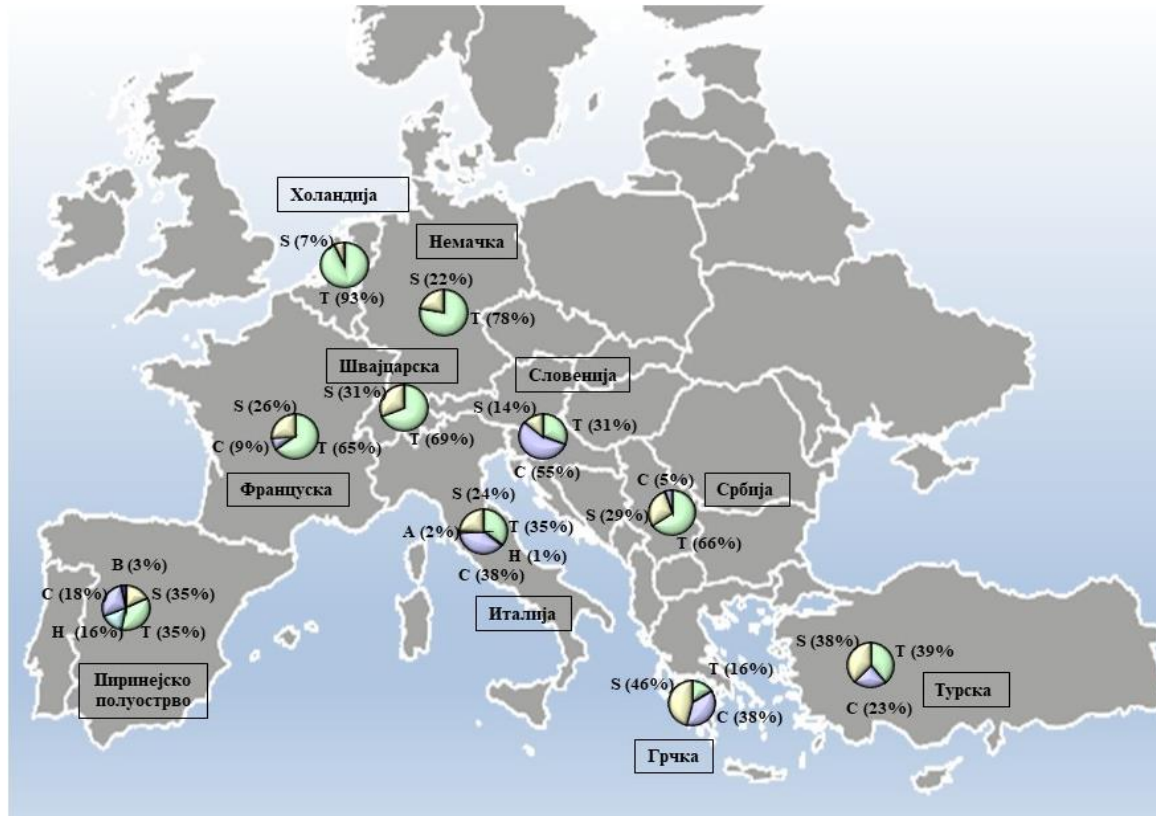 Холандија
S (7%)
T (93%)
Немачка
S (22%)
T (78%)
Швајцарска
S (31%)
T (69%)
Словенија
S (14%)
T (31%)
C (55%)
S (26%)
C (9%)
T (65%)
Француска
S (24%)
A (2%)
T (35%)
H (1%)
C (38%)
Италија
C (5%)
Србија
S (29%)
T (66%)
B (3%)
C (18%)
S (35%)
H (16%)
T (35%)
Пиринејско
полуострво
T (16%)
S (46%)
C (38%)
Грчка
S (38%)
T (39%
C (23%)
Турска